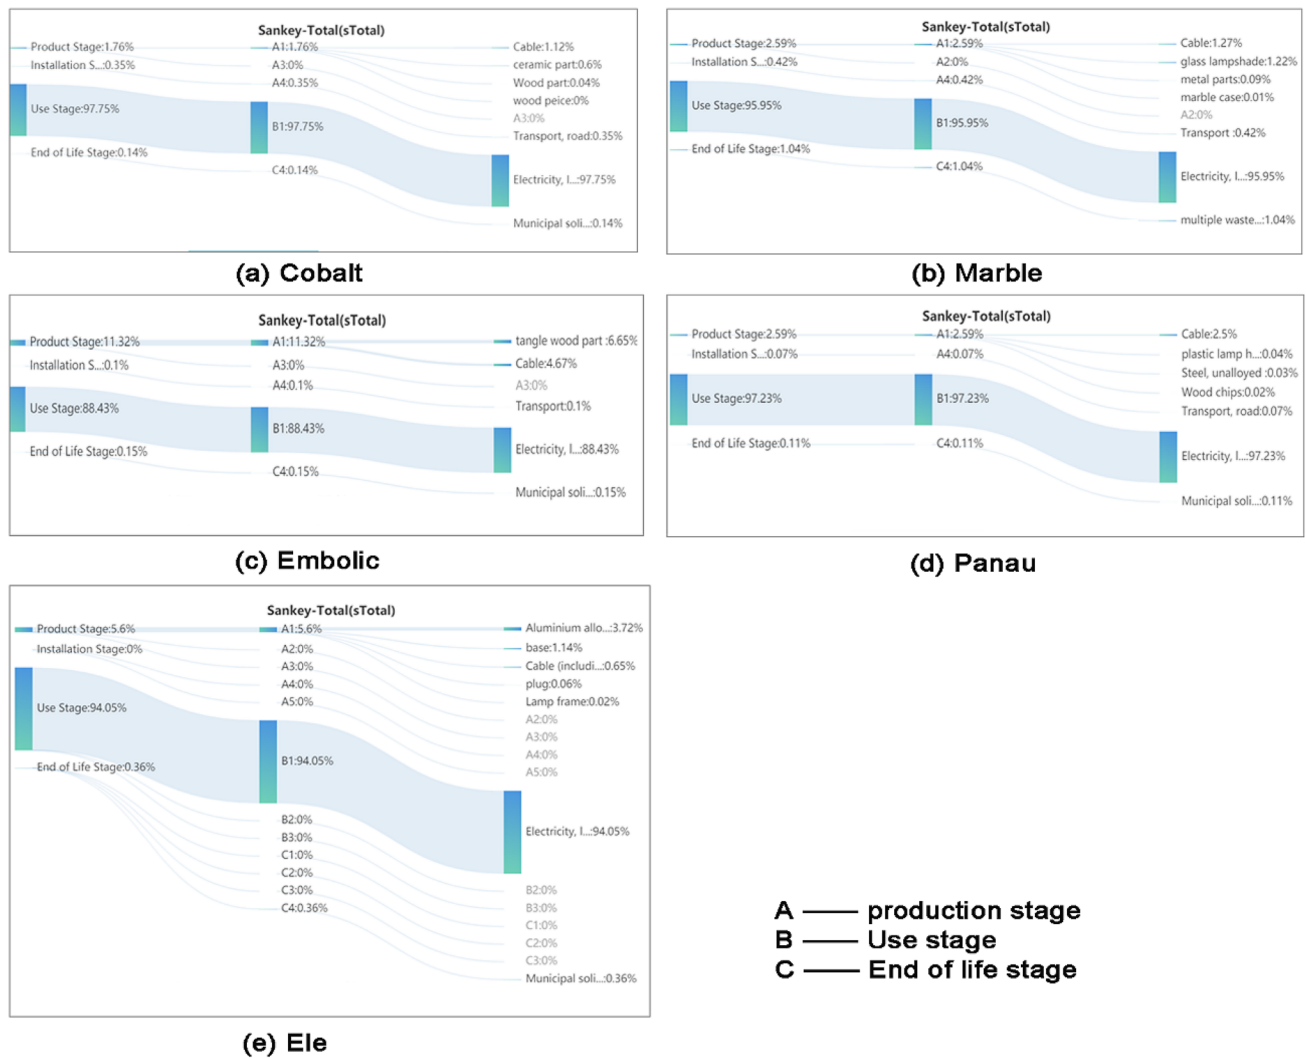 Sankey-Total(sTotal)
Product Stage:1.76%
A1:1.76%
Cable:1.12%
Installation S...:0.35%
A3:0%
ceramic part:0.6%
A4:0.35%
Wood part:0.04%
wood peice:0%
Use Stage:97.75%
A3:0%
B1:97.75%
Transport, road:0.35%
End of Life Stage:0.14%
C4:0.14%
Electricity, l...:97.75%
Municipal soli...:0.14%
(a) Cobalt
Sankey-Total(sTotal)
Product Stage:2.59%
A1:2.59%
Cable:1.27%
Installation S...:0.42%
A2:0%
glass lampshade:1.22%
A4:0.42%
metal parts:0.09%
marble case:0.01%
Use Stage:95.95%
A2:0%
B1:95.95%
Transport :0.42%
End of Life Stage:1.04%
C4:1.04%
Electricity, l...:95.95%
multiple waste...:1.04%
(b) Marble
Sankey-Total(sTotal)
Product Stage:11.32%
A1:11.32%
tangle wood part :6.65%
Installation S...:0.1%
A3:0%
Cable:4.67%
A4:0.1%
A3:0%
Use Stage:88.43%
Transport:0.1%
B1:88.43%
End of Life Stage:0.15%
Electricity, l...:88.43%
C4:0.15%
Municipal soli...:0.15%
(c) Embolic
Sankey-Total(sTotal)
Product Stage:2.59%
A1:2.59%
Cable:2.5%
Installation S...:0.07%
A4:0.07%
plastic lamp h...:0.04%
Steel, unalloyed :0.03%
Use Stage:97.23%
B1:97.23%
Wood chips:0.02%
Transport, road:0.07%
End of Life Stage:0.11%
C4:0.11%
Electricity, l...:97.23%
Municipal soli...:0.11%
(d) Panau
Sankey-Total(sTotal)
Product Stage:5.6%
A1:5.6%
Aluminium allo...:3.72%
Installation Stage:0%
A2:0%
base:1.14%
A3:0%
Cable (includi...:0.65%
A4:0%
plug:0.06%
A5:0%
Lamp frame:0.02%
Use Stage:94.05%
A2:0%
A3:0%
A4:0%
B1:94.05%
End of Life Stage:0.36%
A5:0%
B2:0%
Electricity, l...:94.05%
B3:0%
C1:0%
C2:0%
C3:0%
B2:0%
C4:0.36%
B3:0%
C1:0%
C2:0%
C3:0%
Municipal soli...:0.36%
(e) Ele
A —— production stage
B —— Use stage
C —— End of life stage